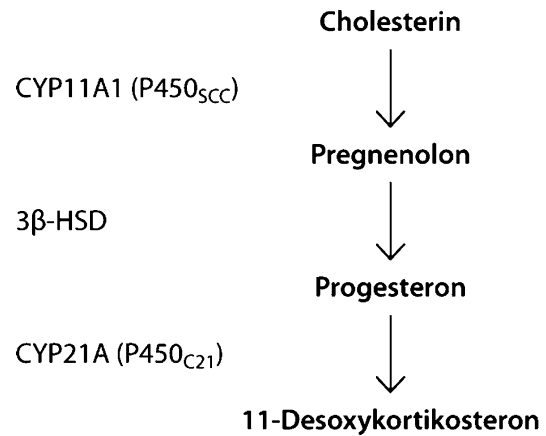 Cholesterin
CYP11A1 (P450SCC)
Pregnenolon
3β-HSD
Progesteron
CYP21A (P450C21)
11-Desoxykortikosteron